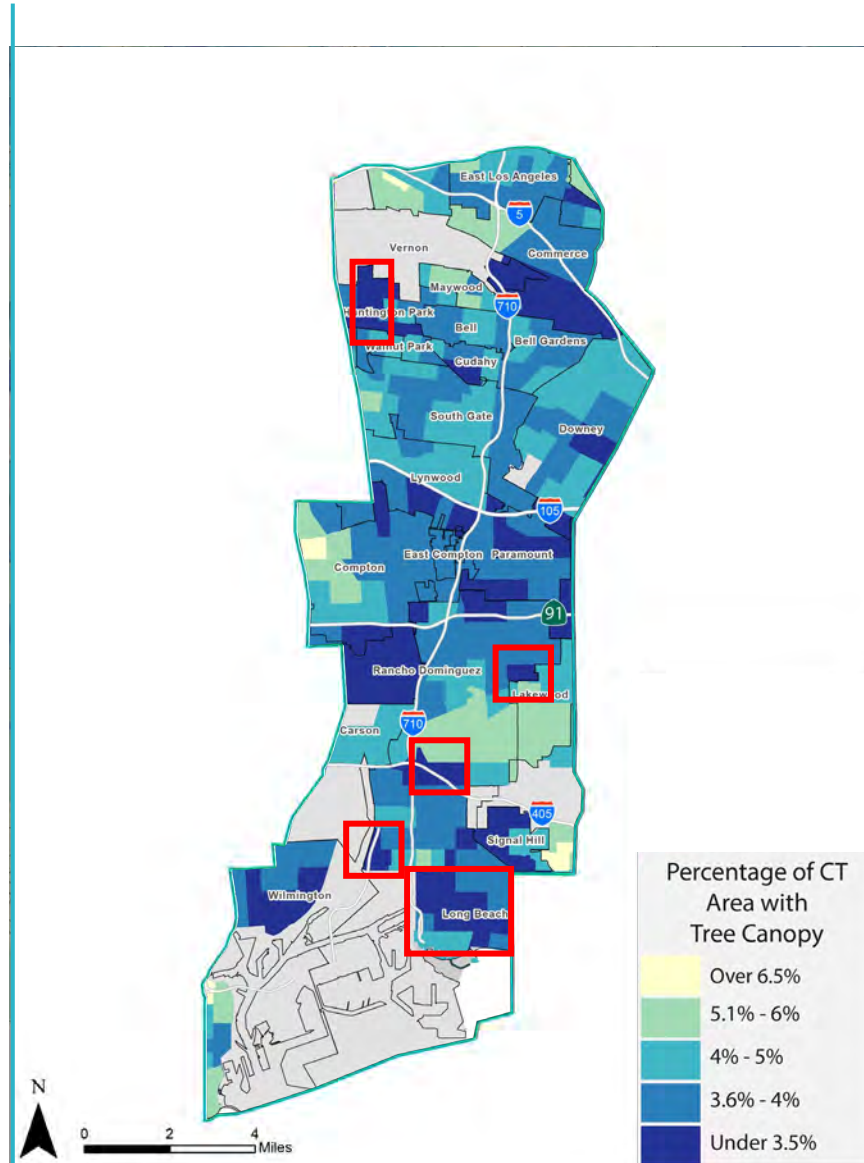 East Los Angeles
5
Vernon
Commerce
Maywood
710
Huntington Park
Bell
Bell Gardens
Walnut Park
Cudahy
South Gate
Downey
Lynwood
105
East Compton
Paramount
Compton
91
Rancho Dominguez
Lakewood
710
Carson
405
Signal Hill
Wilmington
Long Beach
Percentage of CT
Area with
Tree Canopy
Over 6.5%
5.1% - 6%
4% - 5%
3.6% - 4%
Under 3.5%
N
0 2 4
Miles